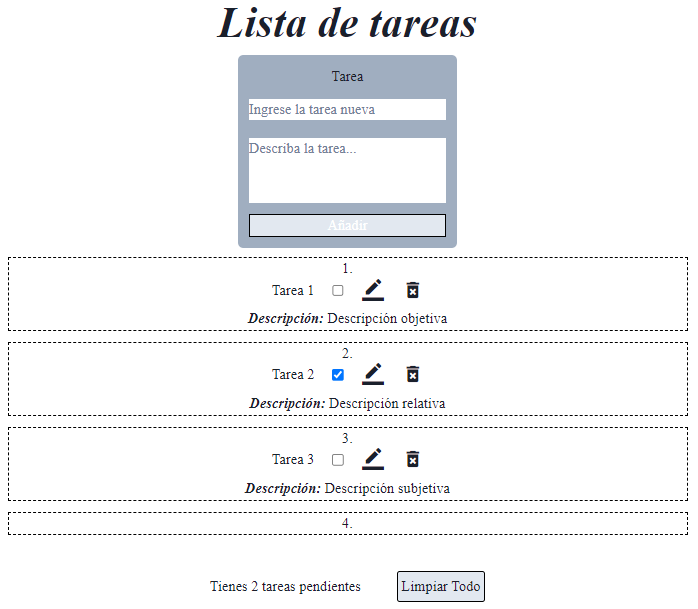 Lista de tareas
Tarea
Ingrese la tarea nueva
Describa la tarea...
Añadir
1.
Tarea 1
Descripción: Descripción objetiva
2.
Tarea 2
Descripción: Descripción relativa
3.
Tarea 3
Descripción: Descripción subjetiva
4.
Tienes 2 tareas pendientes Limpiar Todo